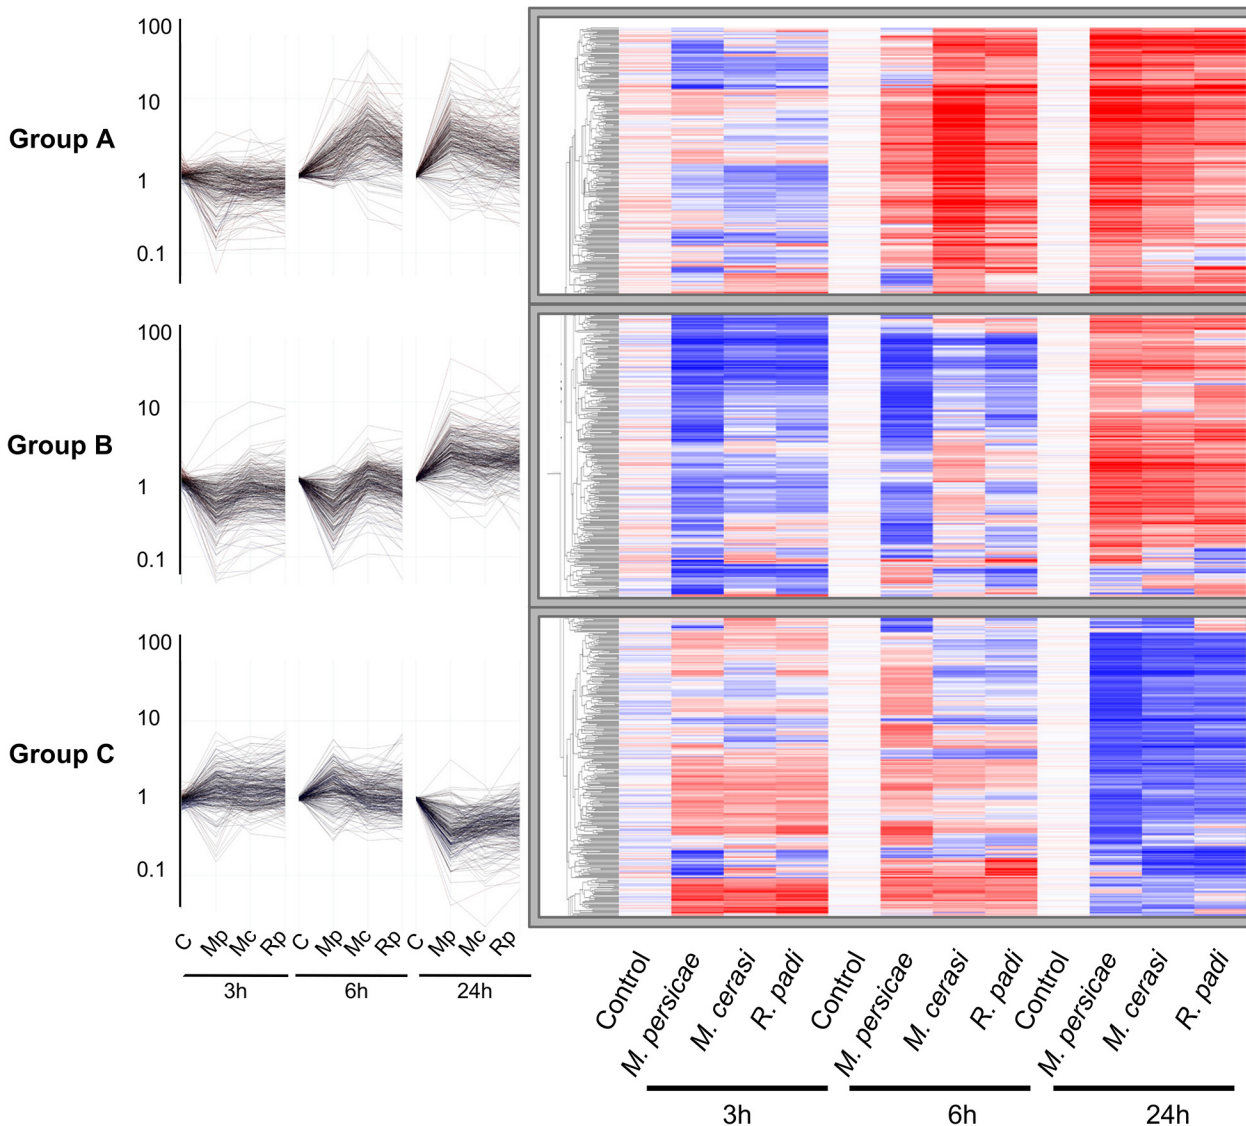 100
10
Group A
1
0.1
100
10
Group B
1
0.1
100
10
Group C
1
0.1
C Mp Mc Rp C Mp Mc Rp C Mp Mc Rp
3h 6h 24h
Control M. persicae M. cerasi R. padi Control M. persicae M. cerasi R. padi Control M. persicae M. cerasi R. padi
3h 6h 24h